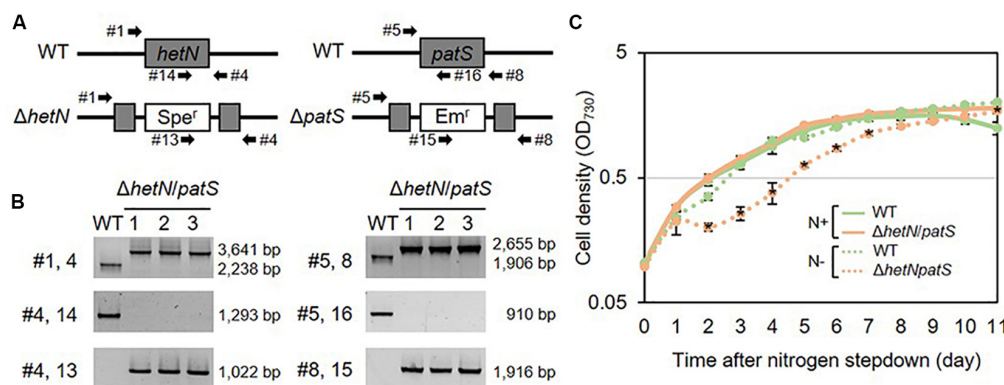 A
#1
WT
hetN
#14
#4
#1
ΔhetN
Speʳ
#13
#4
#5
WT
patS
#16
#8
#5
ΔpatS
Emʳ
#15
#8
B
ΔhetN/patS
WT 1 2 3
#1, 4
3,641 bp
2,238 bp
#4, 14
1,293 bp
#4, 13
1,022 bp
ΔhetN/patS
WT 1 2 3
#5, 8
2,655 bp
1,906 bp
#5, 16
910 bp
#8, 15
1,916 bp
C
Cell density (OD₇₃₀)
5
0.5
0.05
N+
WT
ΔhetN/patS
N-
WT
ΔhetNpatS
0 1 2 3 4 5 6 7 8 9 10 11
Time after nitrogen stepdown (day)